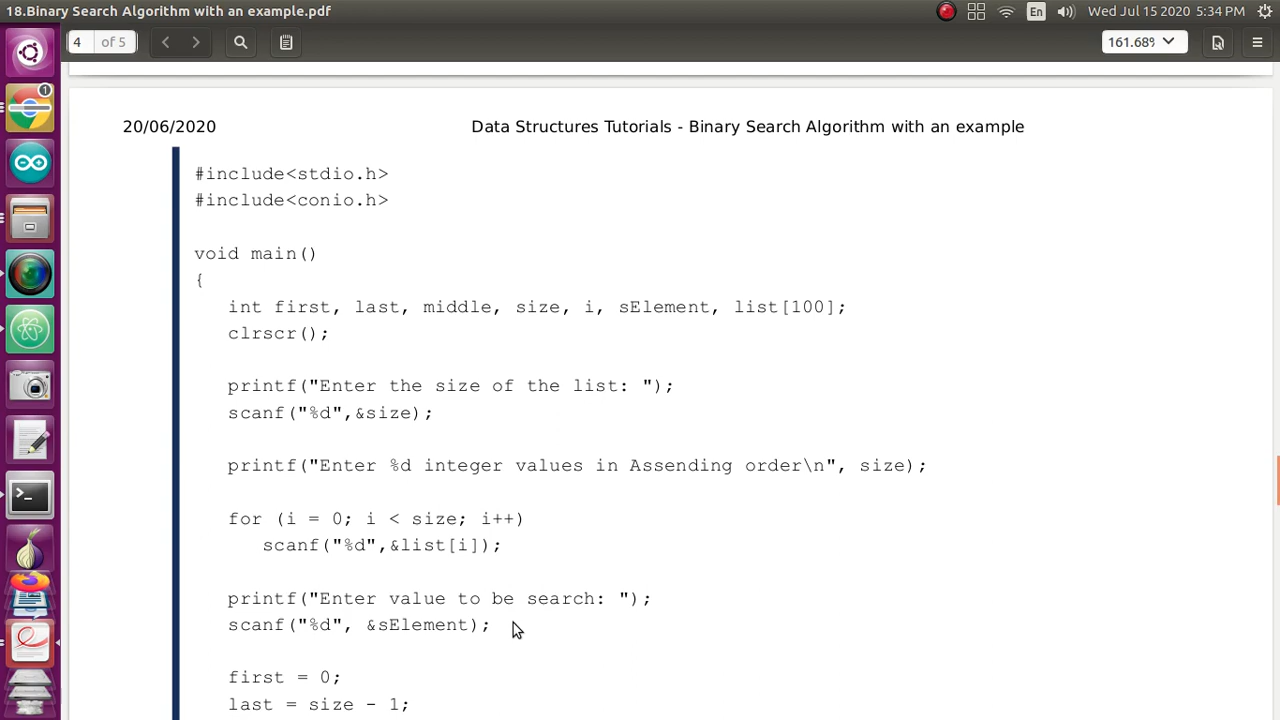 18.Binary Search Algorithm with an example.pdf
En
Wed Jul 15 2020 5:34 PM
4 of 5
161.68%
1
20/06/2020
Data Structures Tutorials - Binary Search Algorithm with an example
#include<stdio.h>
#include<conio.h>
void main()
{
int first, last, middle, size, i, sElement, list[100];
clrscr();
printf("Enter the size of the list: ");
scanf("%d",&size);
printf("Enter %d integer values in Assending order\n", size);
for (i = 0; i < size; i++)
scanf("%d",&list[i]);
printf("Enter value to be search: ");
scanf("%d", &sElement);
first = 0;
last = size - 1;